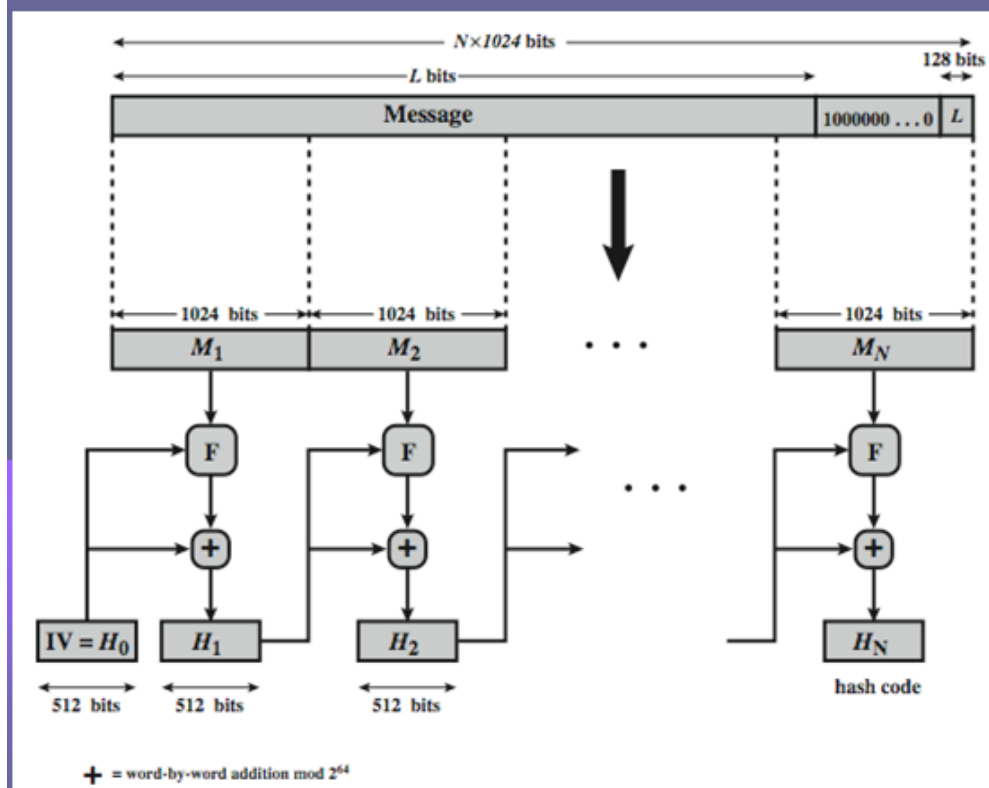 N×1024 bits
128 bits
L bits
Message
1000000 . . . 0
L
1024 bits
1024 bits
1024 bits
M1
M2
. . .
MN
F
F
F
. . .
+
+
+
IV = H0
H1
H2
HN
512 bits
512 bits
512 bits
hash code
+ = word-by-word addition mod 2^64